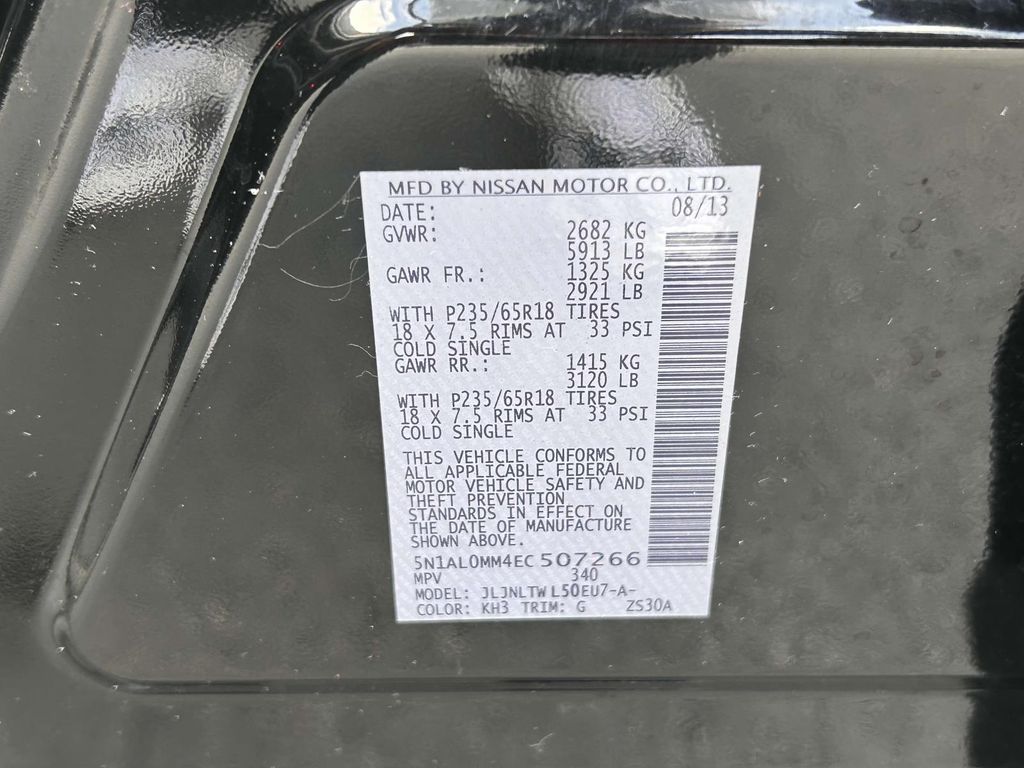 MFD BY NISSAN MOTOR CO., LTD.
DATE: 08/13
GVWR: 2682 KG
5913 LB
GAWR FR.: 1325 KG
2921 LB
WITH P235/65R18 TIRES
18 X 7.5 RIMS AT 33 PSI
COLD SINGLE
GAWR RR.: 1415 KG
3120 LB
WITH P235/65R18 TIRES
18 X 7.5 RIMS AT 33 PSI
COLD SINGLE
THIS VEHICLE CONFORMS TO
ALL APPLICABLE FEDERAL
MOTOR VEHICLE SAFETY AND
THEFT PREVENTION
STANDARDS IN EFFECT ON
THE DATE OF MANUFACTURE
SHOWN ABOVE.
5N1AL0MM4EC507266
MPV 340
MODEL: JLJNLTW L50EU7-A-
COLOR: KH3 TRIM: G ZS30A